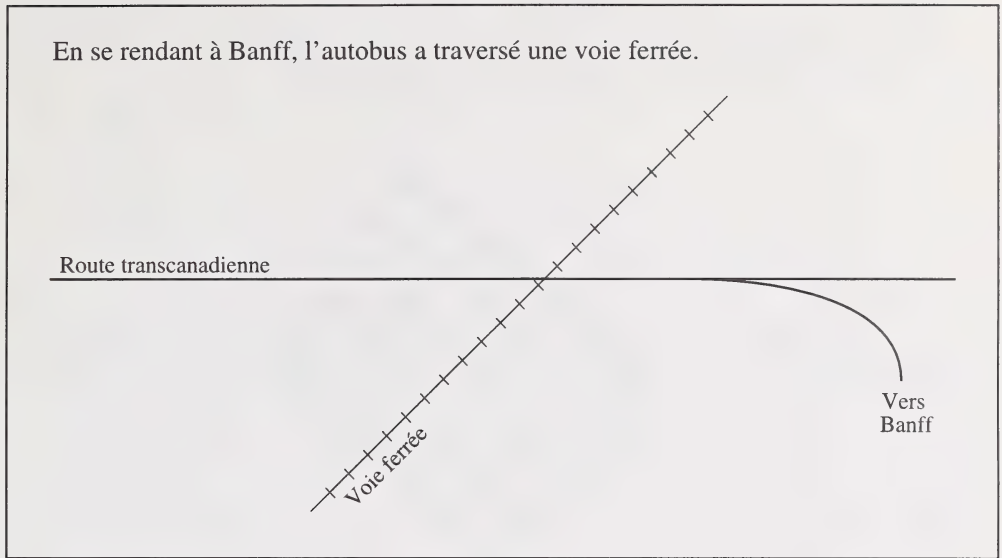 En se rendant à Banff, l'autobus a traversé une voie ferrée.
Route transcanadienne
Vers
Banff
Voie ferrée